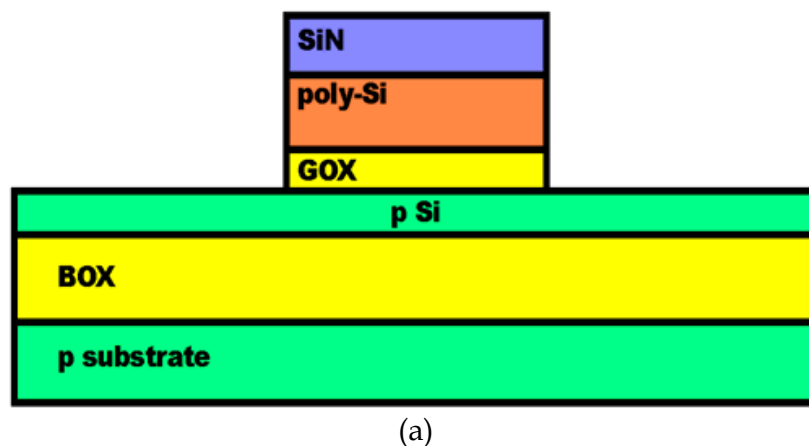 SiN
poly-Si
GOX
p Si
BOX
p substrate
(a)